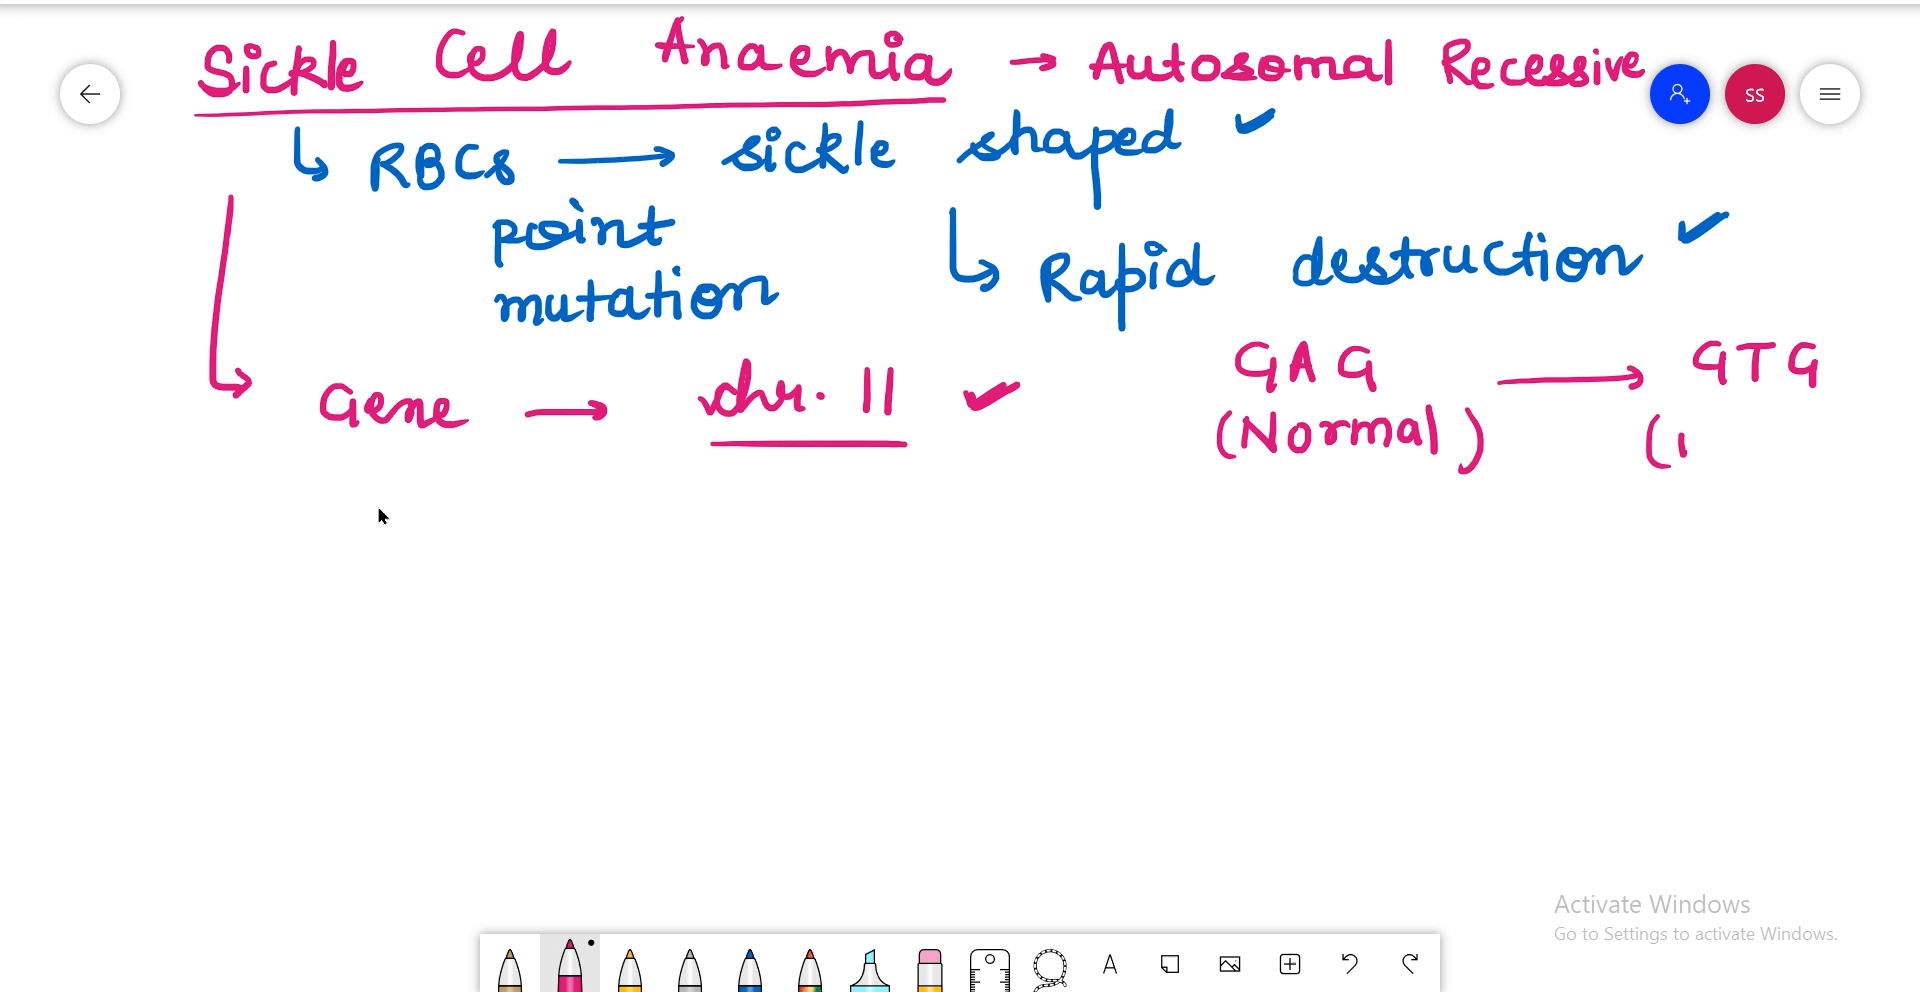 Sickle Cell Anaemia → Autosomal Recessive
SS
↳ RBCs → sickle shaped ✓
point
mutation
↳ Rapid destruction ✓
↳ Gene → chr. 11 ✓
GAG → GTG
(Normal) (
Activate Windows
Go to Settings to activate Windows.
A